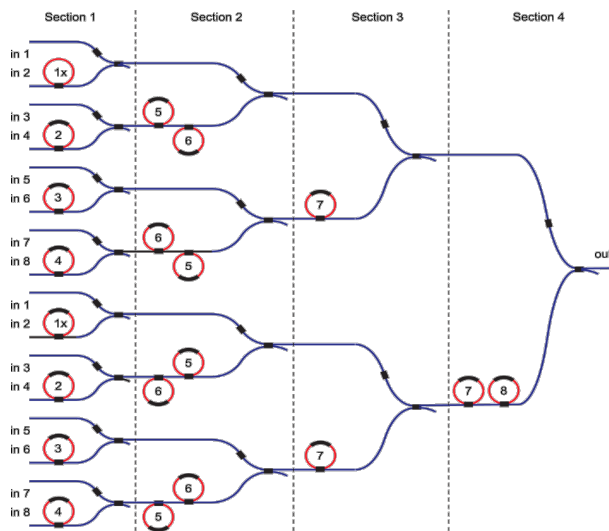 Section 1 Section 2 Section 3 Section 4
in 1
in 2 1x
in 3 5
in 4 2 6
in 5
in 6 3 7
in 7 6
in 8 4 5
out
in 1
in 2 1x
in 3 5
in 4 2 6 7 8
in 5
in 6 3 7
in 7 6
in 8 4 5